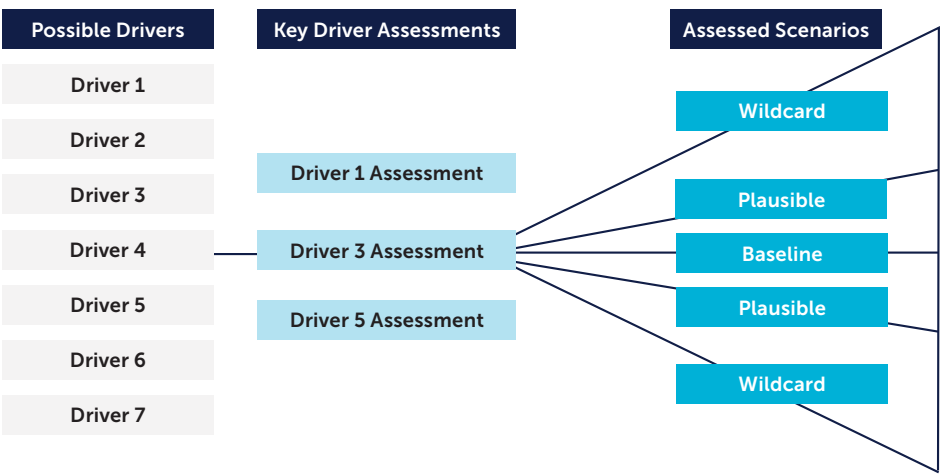 Possible Drivers
Key Driver Assessments
Assessed Scenarios
Driver 1
Driver 2
Driver 3
Driver 4
Driver 5
Driver 6
Driver 7
Driver 1 Assessment
Driver 3 Assessment
Driver 5 Assessment
Wildcard
Plausible
Baseline
Plausible
Wildcard